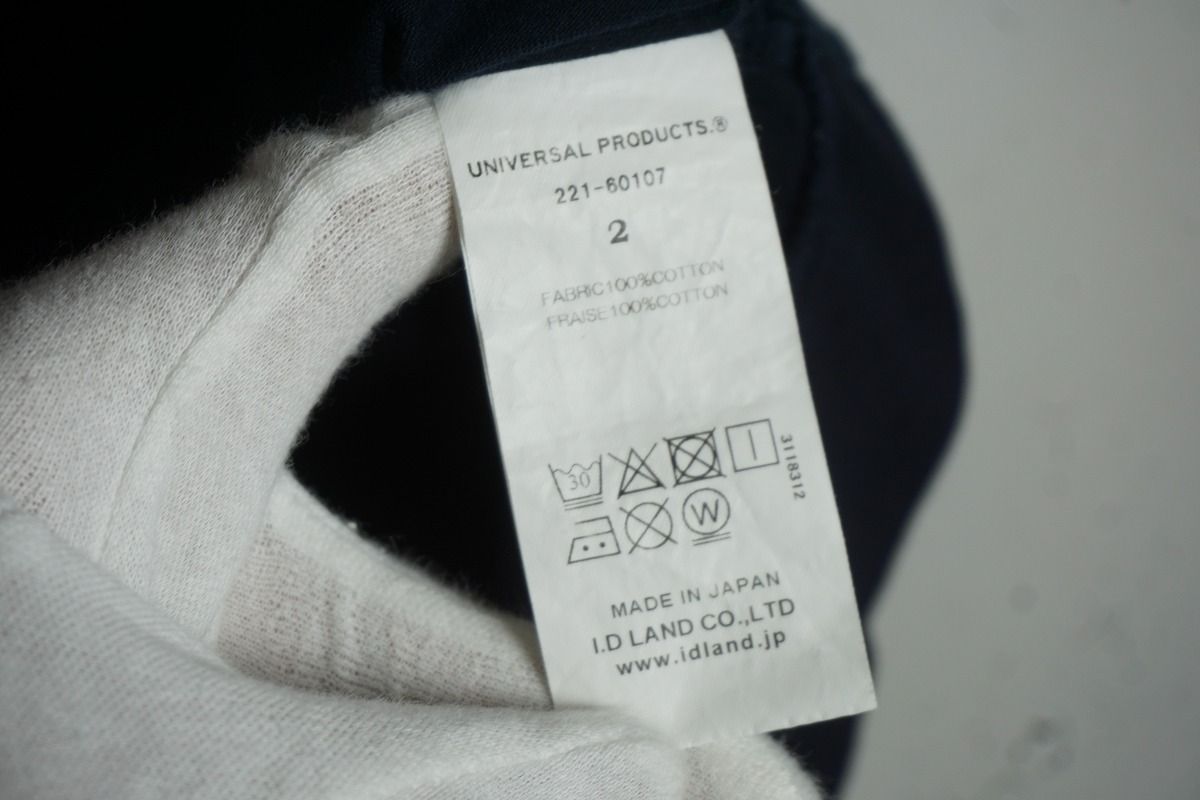 UNIVERSAL PRODUCTS.®
221-60107
2
FABRIC100%COTTON
FRAISE100%COTTON
30
3118312
W
MADE IN JAPAN
I.D LAND CO.,LTD
www.idland.jp